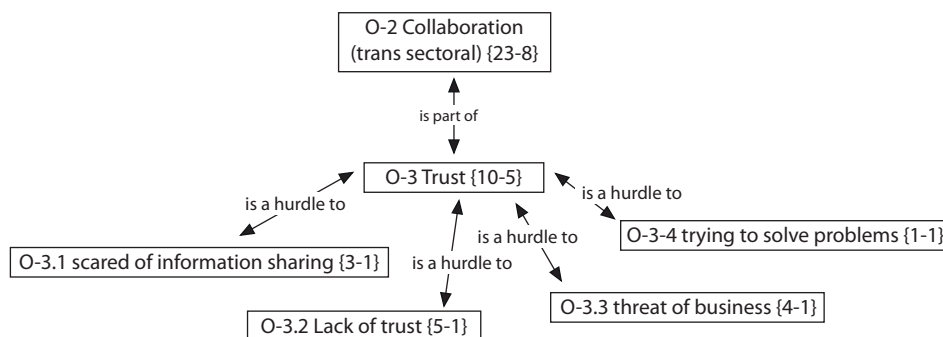 O-2 Collaboration
(trans sectoral) {23-8}
is part of
O-3 Trust {10-5}
is a hurdle to
is a hurdle to
is a hurdle to
O-3-4 trying to solve problems {1-1}
O-3.1 scared of information sharing {3-1}
is a hurdle to
O-3.3 threat of business {4-1}
O-3.2 Lack of trust {5-1}